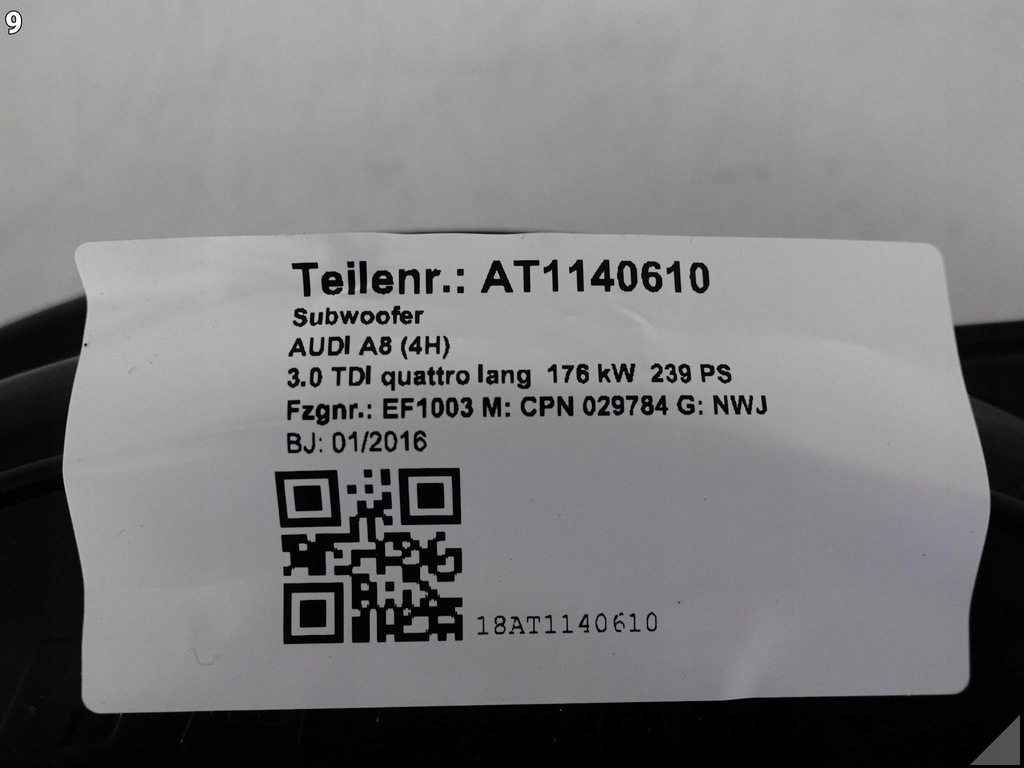 9
Teilenr.: AT1140610
Subwoofer
AUDI A8 (4H)
3.0 TDI quattro lang 176 kW 239 PS
Fzgnr.: EF1003 M: CPN 029784 G: NWJ
BJ: 01/2016
18AT1140610